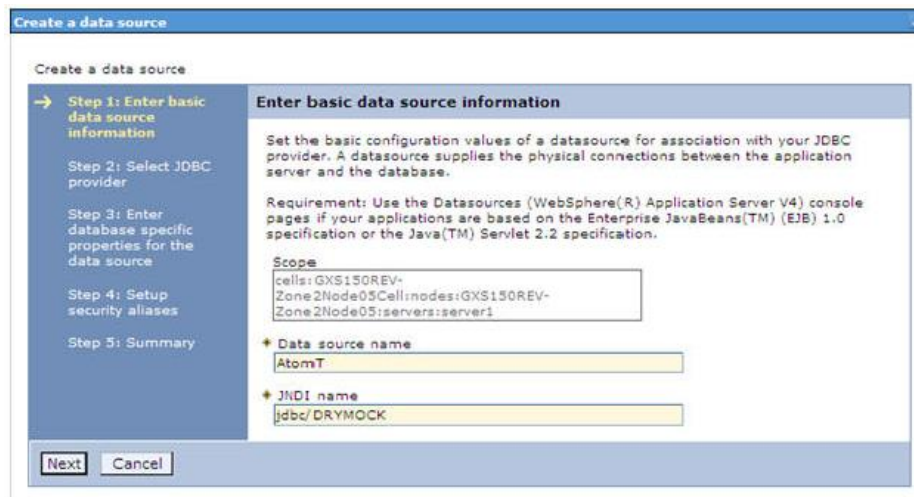 Create a data source
Create a data source
Step 1: Enter basic
data source
information
Step 2: Select JDBC
provider
Step 3: Enter
database specific
properties for the
data source
Step 4: Setup
security aliases
Step 5: Summary
Enter basic data source information
Set the basic configuration values of a datasource for association with your JDBC
provider. A datasource supplies the physical connections between the application
server and the database.
Requirement: Use the Datasources (WebSphere(R) Application Server V4) console
pages if your applications are based on the Enterprise JavaBeans(TM) (EJB) 1.0
specification or the Java(TM) Servlet 2.2 specification.
Scope
cells:GXS150REV-
Zone2Node05Cell:nodes:GXS150REV-
Zone2Node05:servers:server1
Data source name
AtomT
JNDI name
jdbc/DRYMOCK
Next Cancel